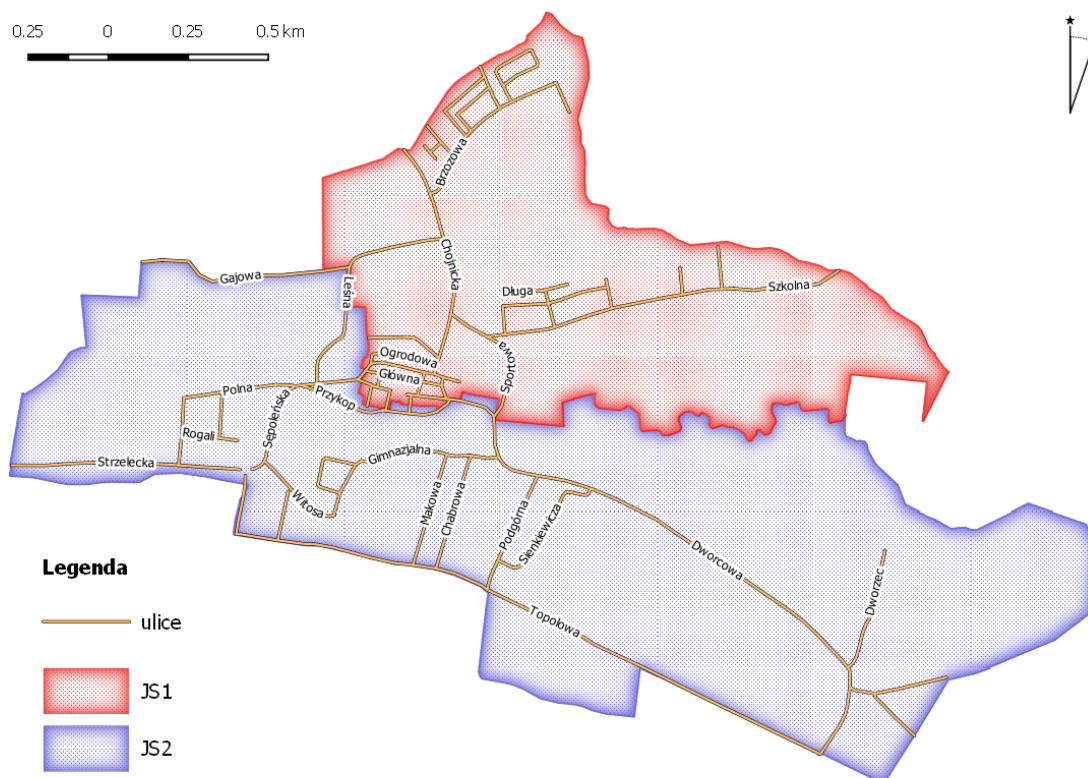 0.25 0 0.25 0.5 km
Brzozowa
Chojnicka
Gajowa
Leśna
Długa
Szkolna
Sportowa
Ogrodowa
Główna
Polna
Przykop
Sępoleńska
Rogali
Strzelecka
Gimnazjalna
Witosa
Makowa
Chabrowa
Podgórna
Sienkiewicza
Dworcowa
Dworzec
Topolowa
Legenda
ulice
JS1
JS2